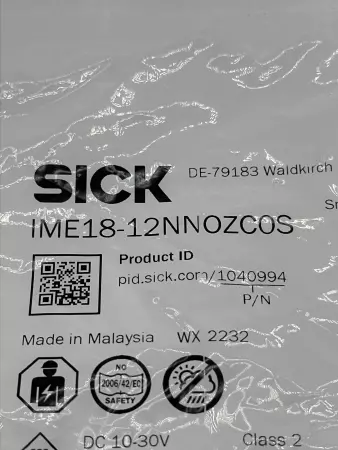 SICK
DE-79183 Waldkirch
IME18-12NNOZC0S
Product ID
pid.sick.com/1040994
P/N
Made in Malaysia WX 2232
NO
2006/42/EC
SAFETY
DC 10-30V Class 2